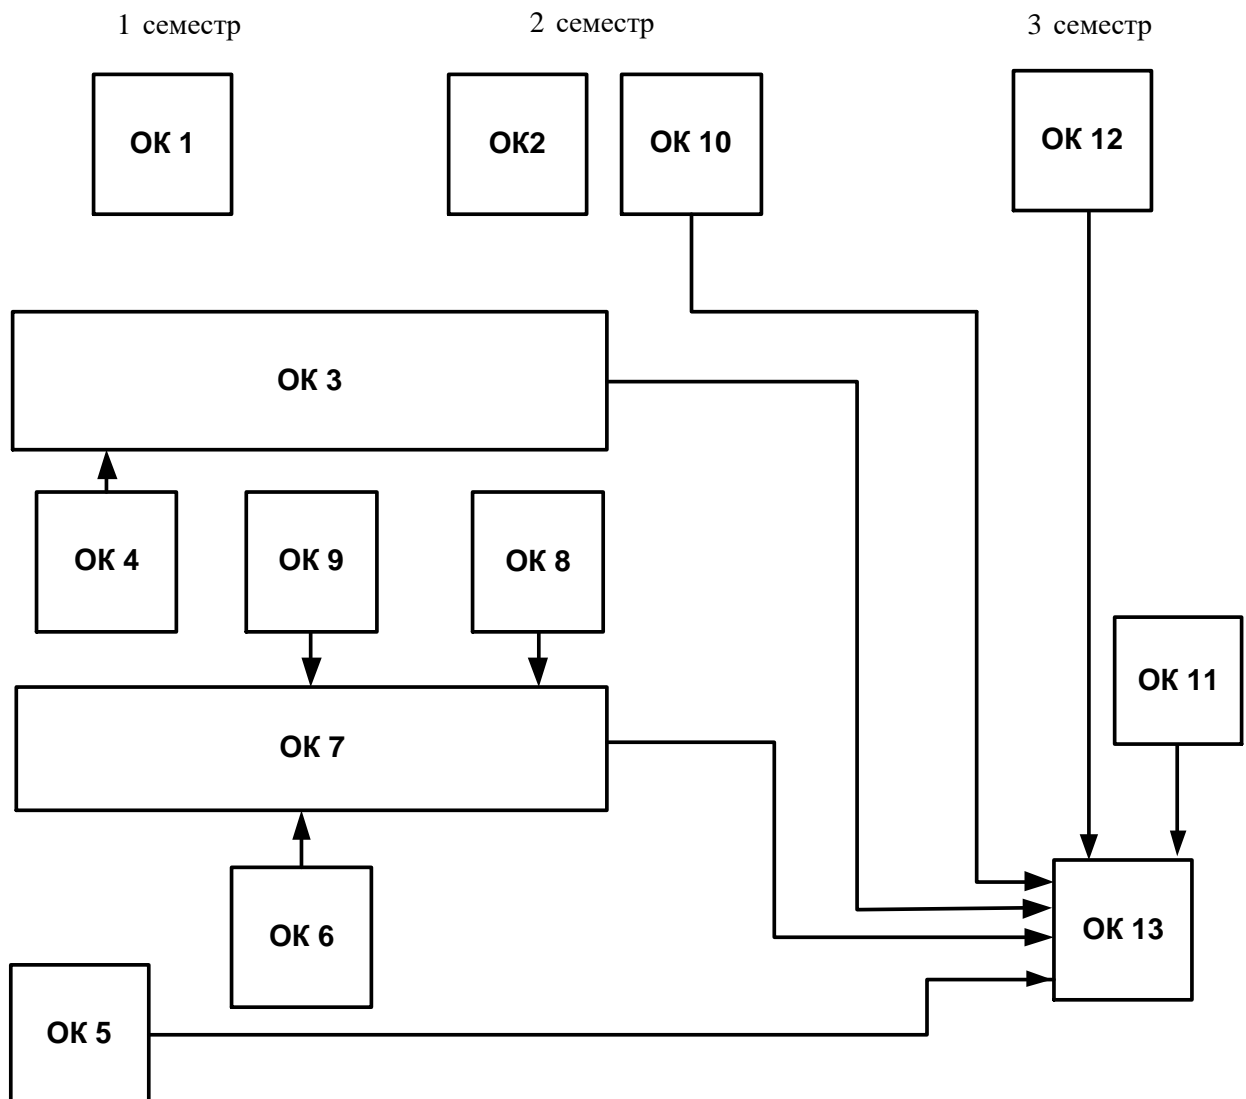 1 семестр
2 семестр
3 семестр
ОК 1
ОК2
ОК 10
ОК 12
ОК 3
ОК 4
ОК 9
ОК 8
ОК 11
ОК 7
ОК 6
ОК 13
ОК 5